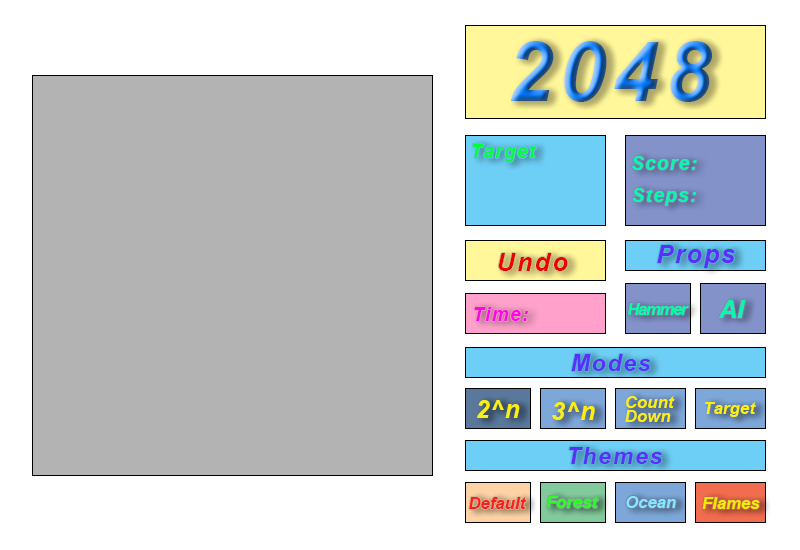 2048
Target
Score:
Steps:
Undo
Props
Time:
Hammer
AI
Modes
2^n
3^n
Count
Down
Target
Themes
Default
Forest
Ocean
Flames